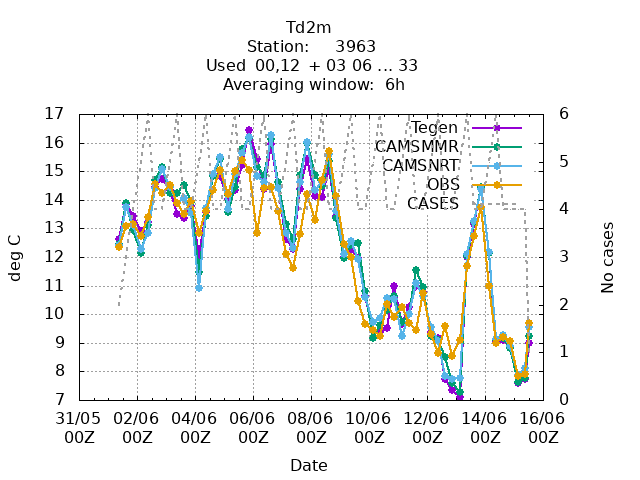 Td2m
Station:     3963
Used  00,12  + 03 06 ... 33
Averaging window:  6h
deg C
17
16
15
14
13
12
11
10
9
8
7
Tegen
CAMSMMR
CAMSNRT
OBS
CASES
6
5
4
3
2
1
0
No cases
31/05 02/06 04/06 06/06 08/06 10/06 12/06 14/06 16/06
00Z 00Z 00Z 00Z 00Z 00Z 00Z 00Z 00Z
Date